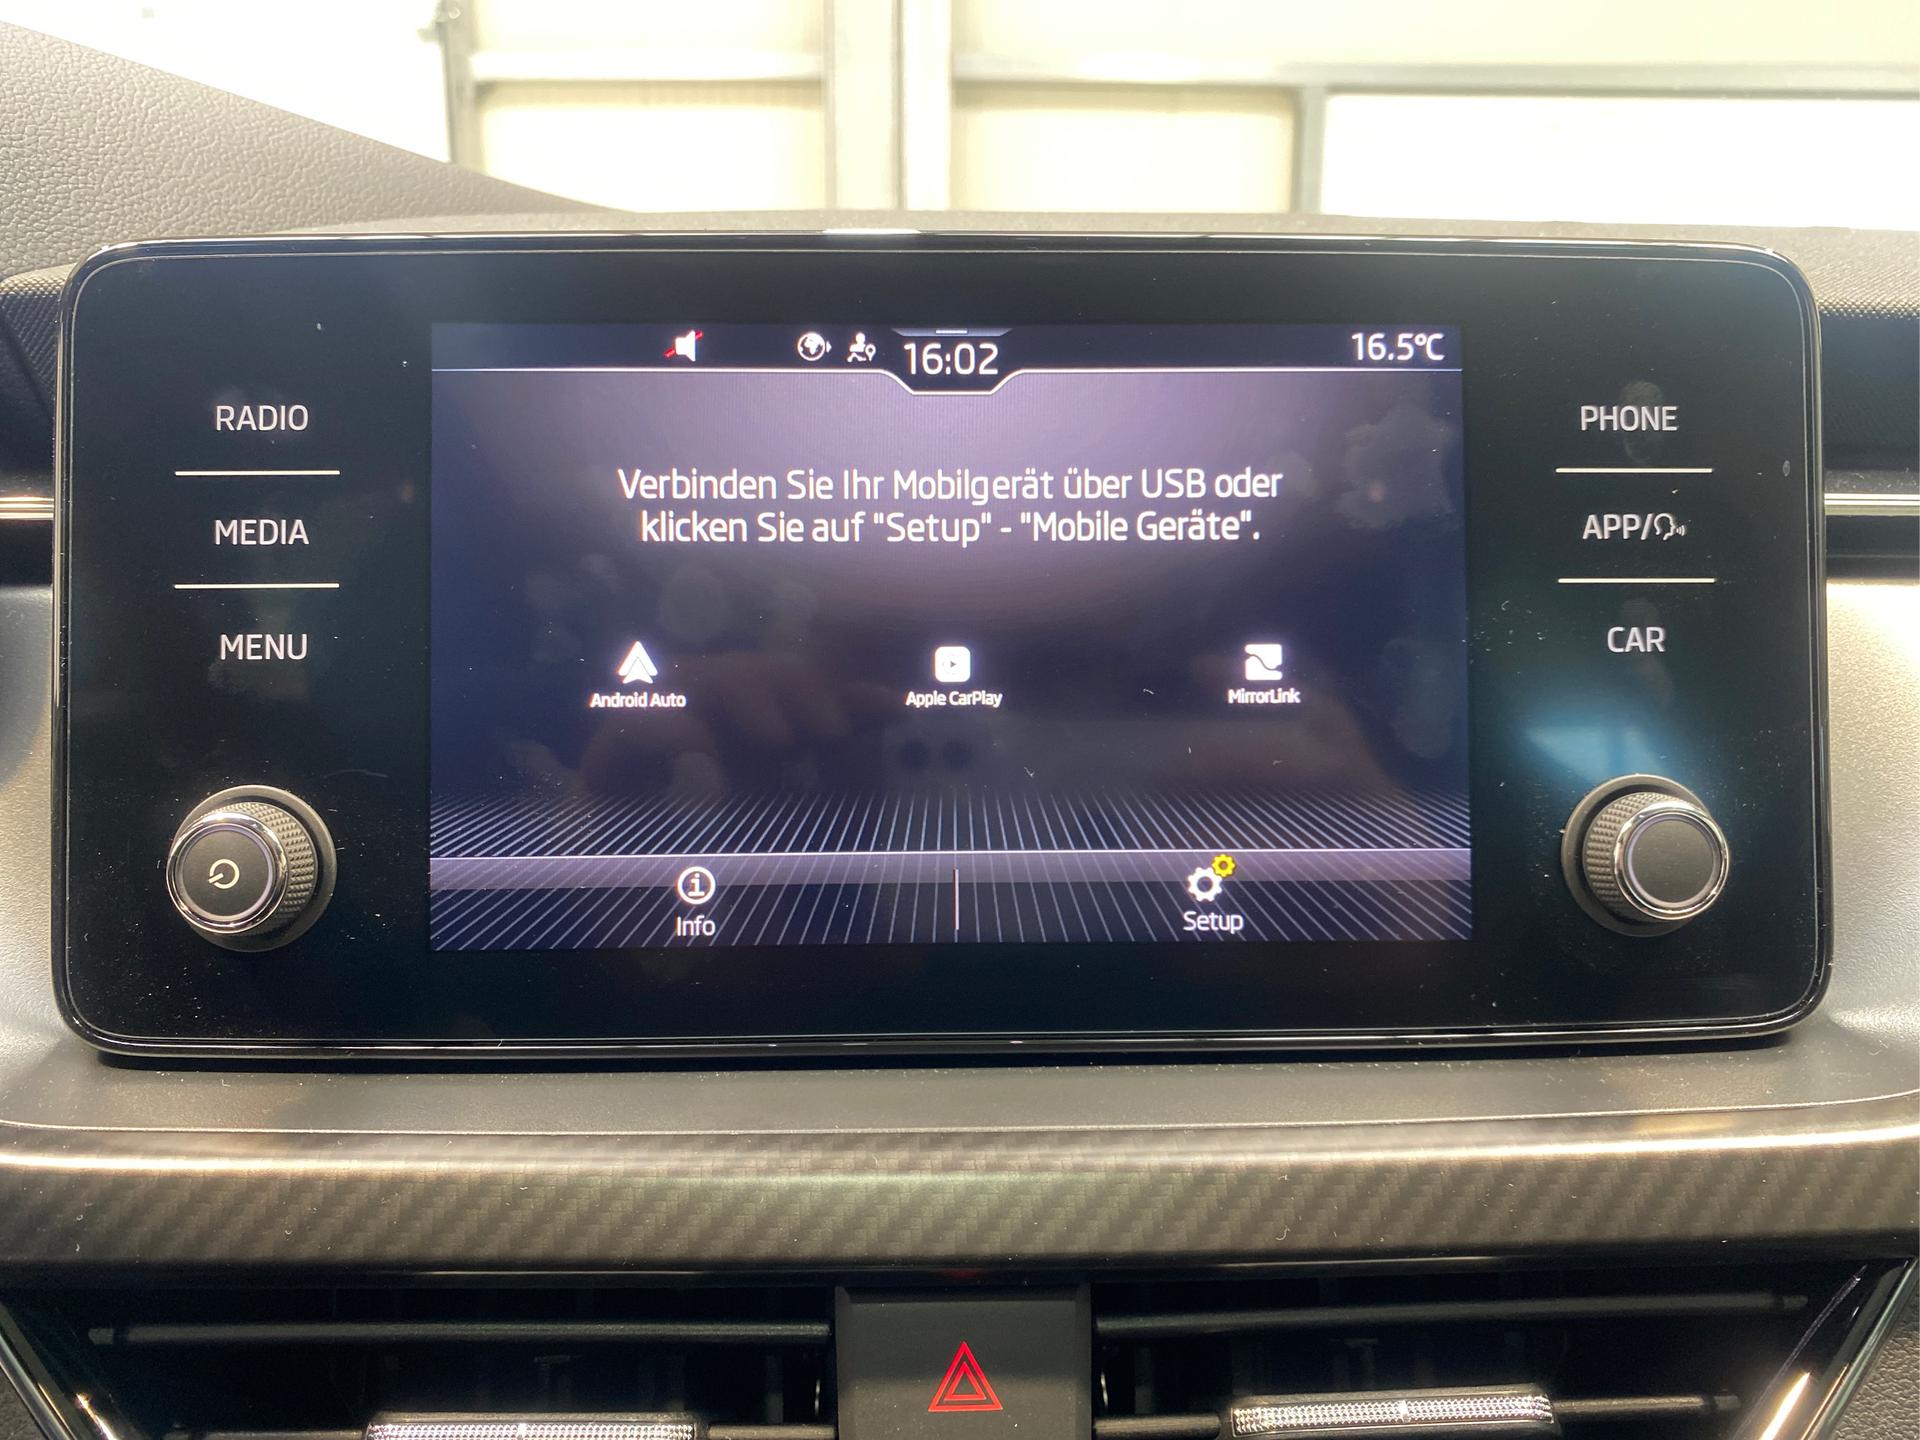 16:02
16.5°C
RADIO
MEDIA
MENU
Verbinden Sie Ihr Mobilgerät über USB oder
klicken Sie auf "Setup" - "Mobile Geräte".
Android Auto
Apple CarPlay
MirrorLink
Info
Setup
PHONE
APP/
CAR